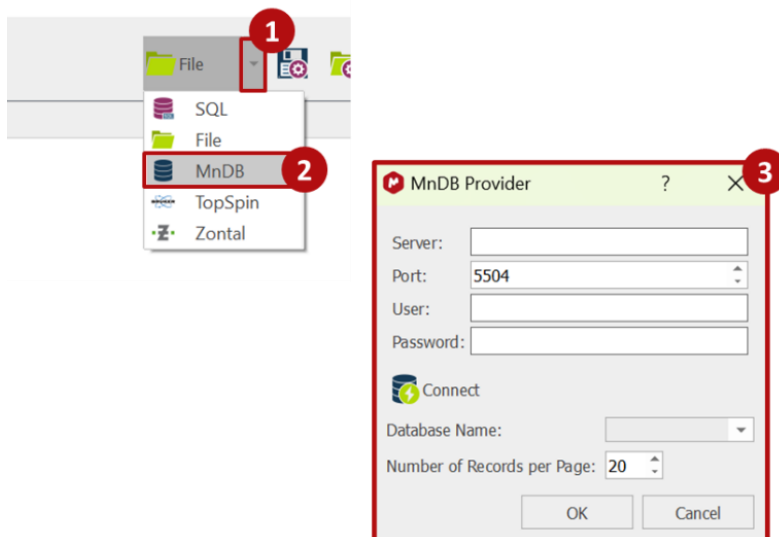 1
File
SQL
File
MnDB
2
TopSpin
Zontal
3
MnDB Provider ? X
Server:
Port: 5504
User:
Password:
Connect
Database Name:
Number of Records per Page: 20
OK Cancel